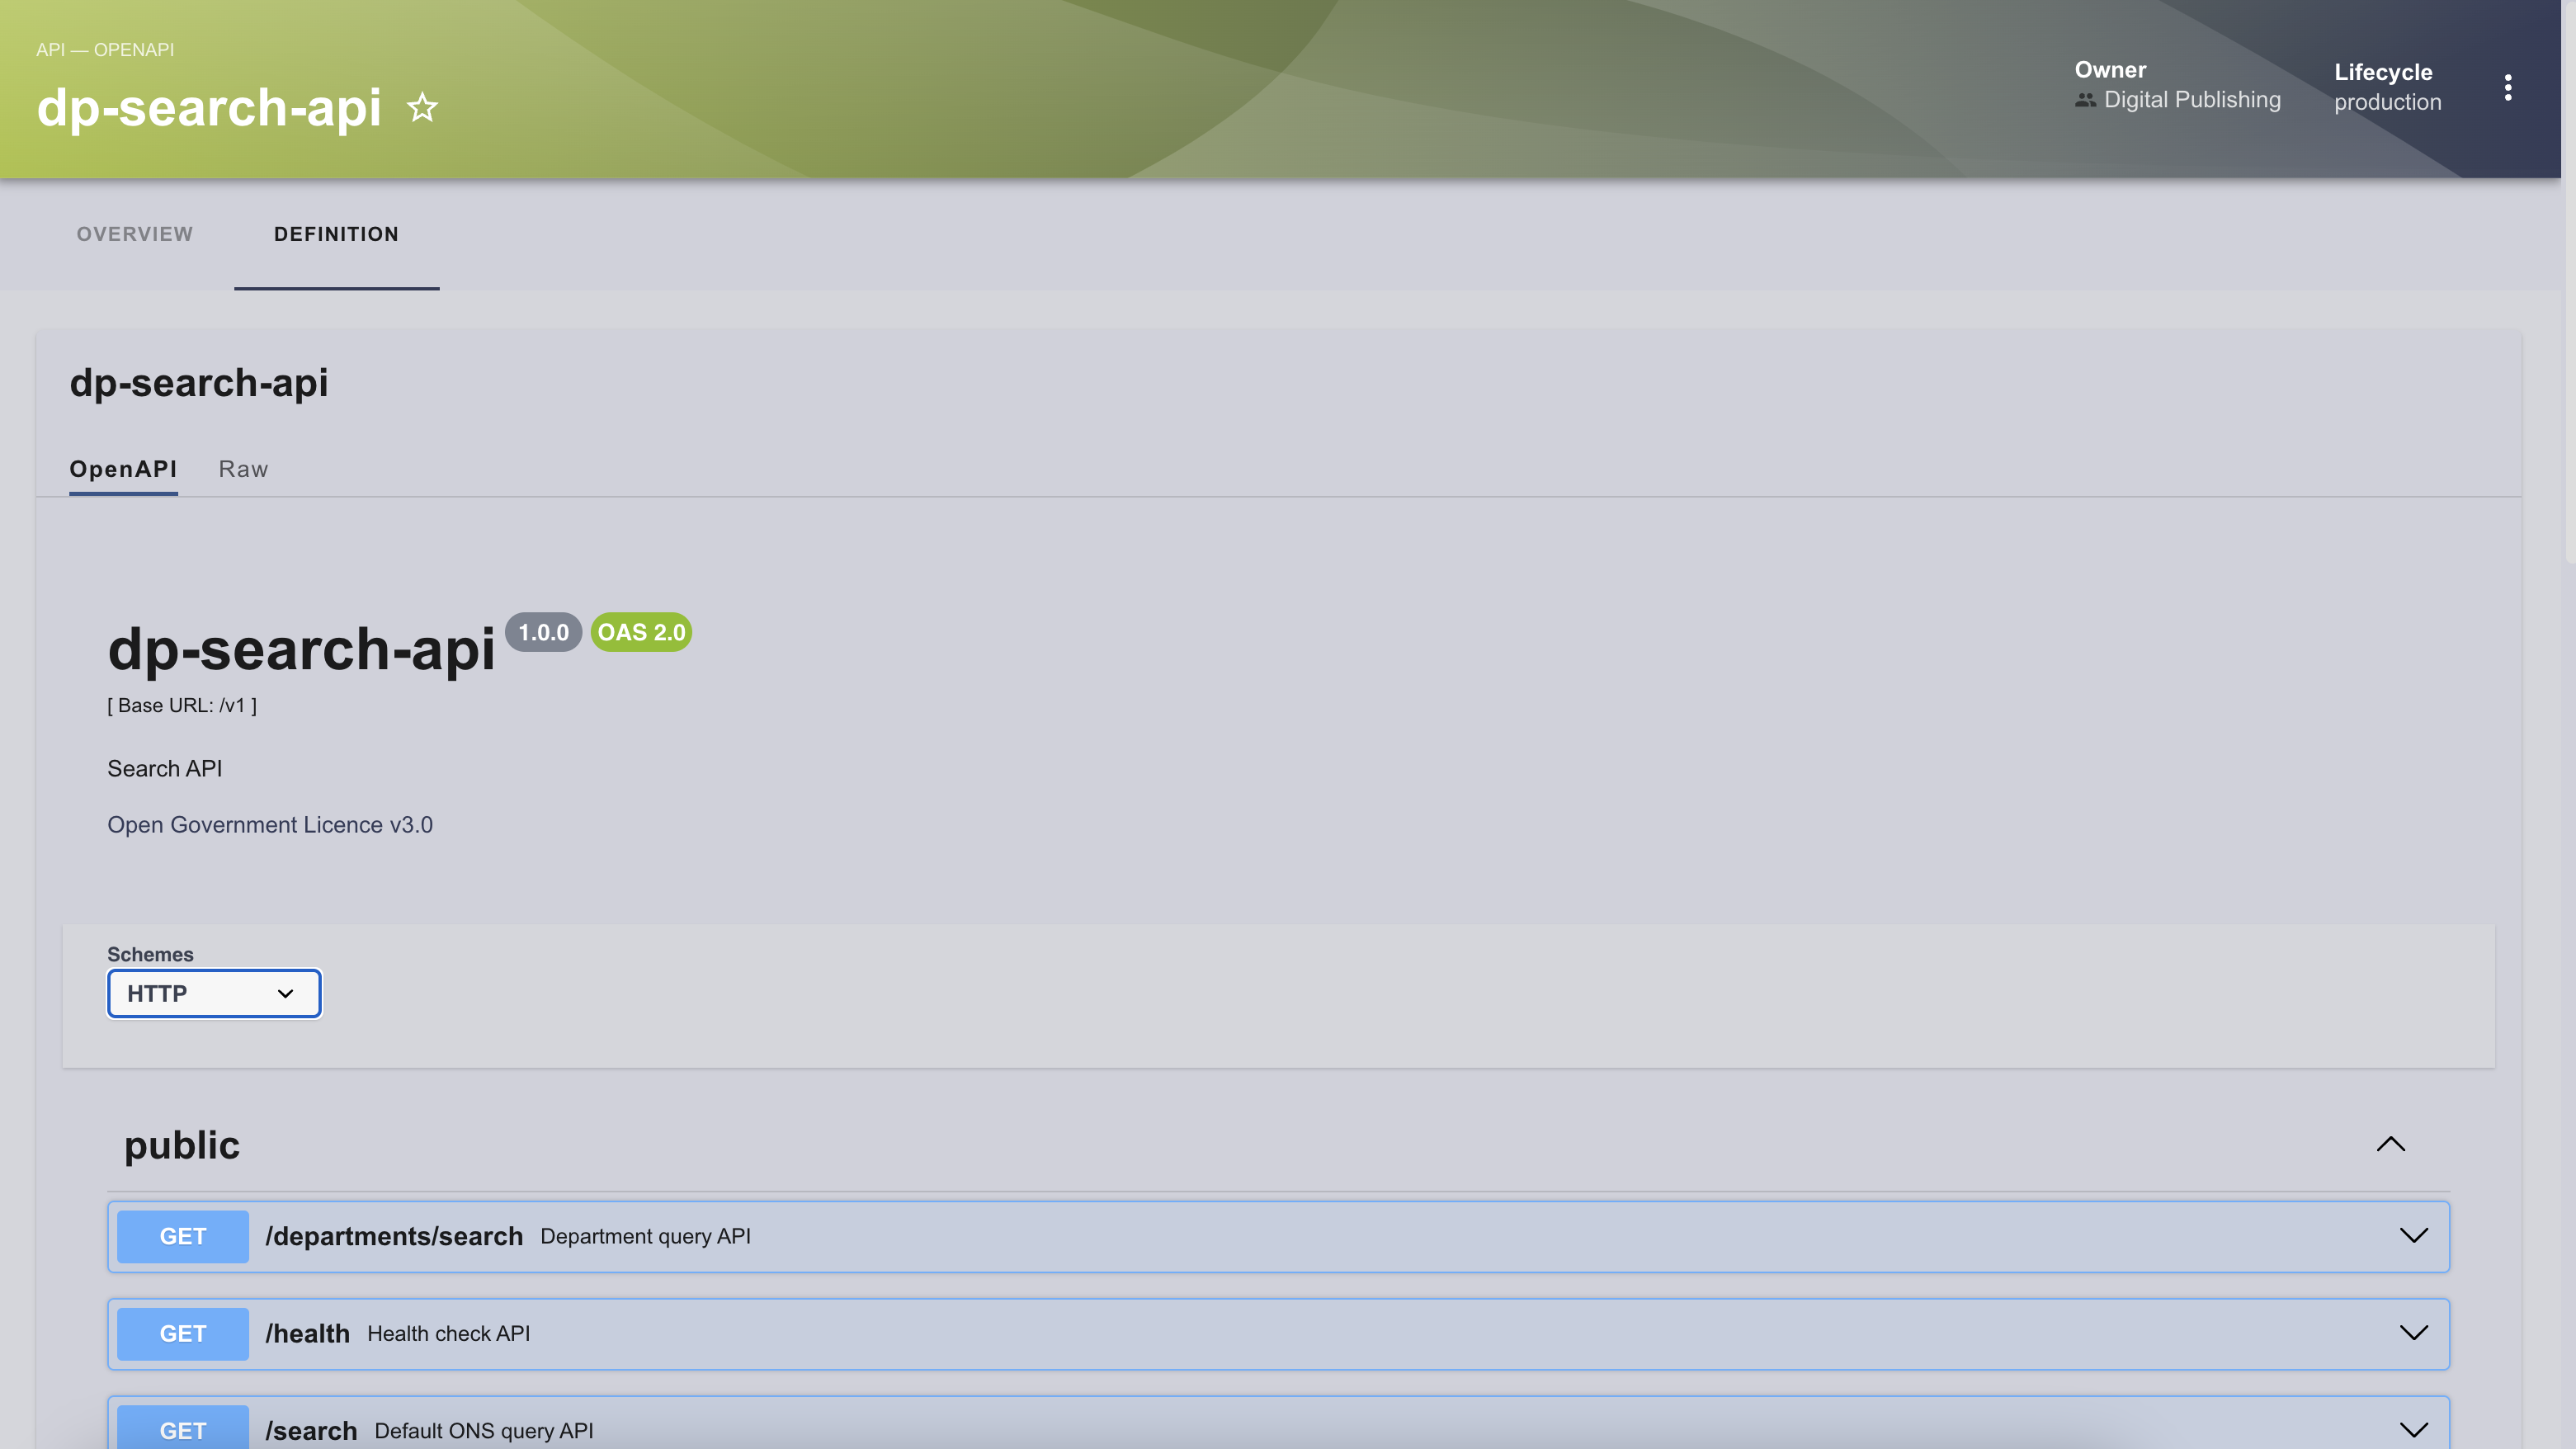 API — OPENAPI
dp-search-api
Owner
Digital Publishing
Lifecycle
production
OVERVIEW
DEFINITION
dp-search-api
OpenAPI
Raw
dp-search-api 1.0.0 OAS 2.0
[ Base URL: /v1 ]
Search API
Open Government Licence v3.0
Schemes
HTTP
public
GET /departments/search Department query API
GET /health Health check API
GET /search Default ONS query API